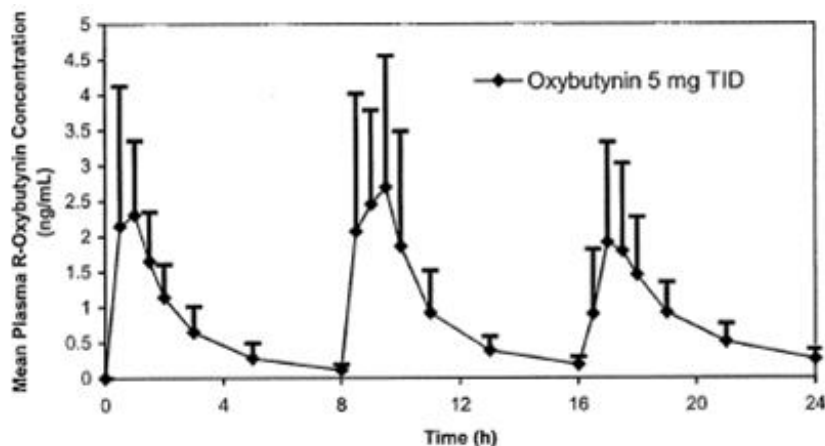 Mean Plasma R-Oxybutynin Concentration
(ng/mL)
5
4.5
4
3.5
3
2.5
2
1.5
1
0.5
0
Oxybutynin 5 mg TID
0 4 8 12 16 20 24
Time (h)